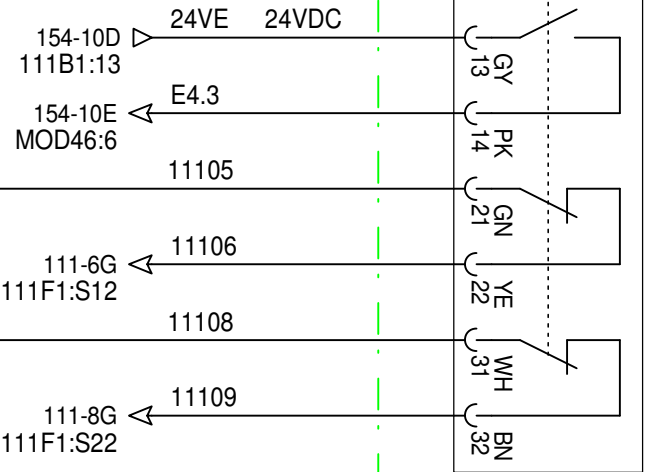 24VE 24VDC
154-10D
111B1:13
13 GY
E4.3
154-10E
MOD46:6
14 PK
11105
21 GN
11106
111-6G
111F1:S12
22 YE
11108
31 WH
11109
111-8G
111F1:S22
32 BN